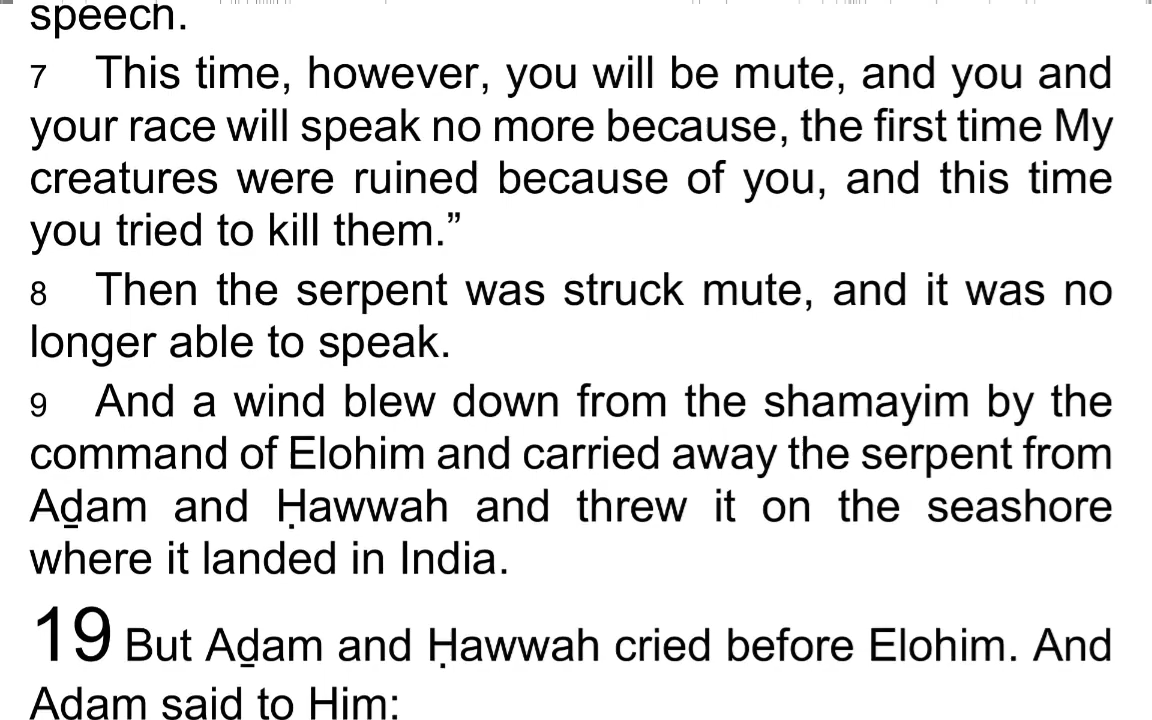 speech.
7 This time, however, you will be mute, and you and
your race will speak no more because, the first time My
creatures were ruined because of you, and this time
you tried to kill them.”
8 Then the serpent was struck mute, and it was no
longer able to speak.
9 And a wind blew down from the shamayim by the
command of Elohim and carried away the serpent from
Aḏam and Ḥawwah and threw it on the seashore
where it landed in India.
19 But Aḏam and Ḥawwah cried before Elohim. And
Adam said to Him: